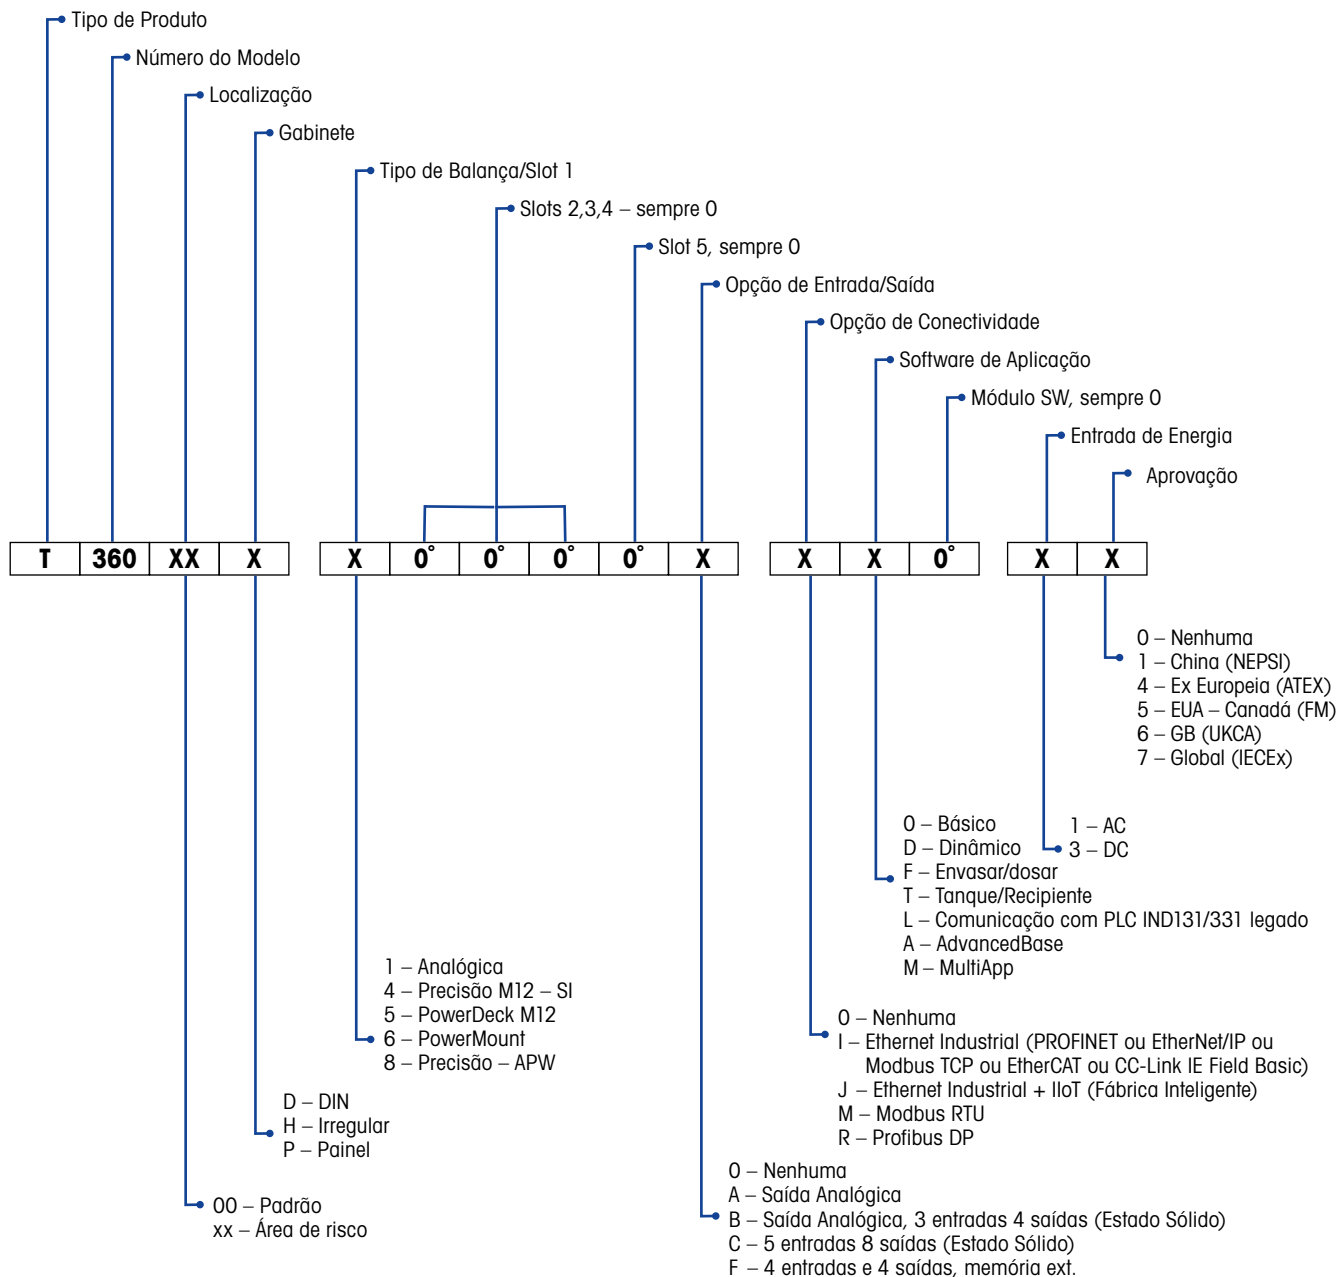 Tipo de Produto
Número do Modelo
Localização
Gabinete
Tipo de Balança/Slot 1
Slots 2,3,4 – sempre 0
Slot 5, sempre 0
Opção de Entrada/Saída
Opção de Conectividade
Software de Aplicação
Módulo SW, sempre 0
Entrada de Energia
Aprovação
T 360 XX X X 0° 0° 0° 0° X X X 0° X X
0 – Nenhuma
1 – China (NEPSI)
4 – Ex Europeia (ATEX)
5 – EUA – Canadá (FM)
6 – GB (UKCA)
7 – Global (IECEx)
1 – AC
3 – DC
0 – Básico
D – Dinâmico
F – Envasar/dosar
T – Tanque/Recipiente
L – Comunicação com PLC IND131/331 legado
A – AdvancedBase
M – MultiApp
1 – Analógica
4 – Precisão M12 – SI
5 – PowerDeck M12
6 – PowerMount
8 – Precisão – APW
0 – Nenhuma
I – Ethernet Industrial (PROFINET ou EtherNet/IP ou
Modbus TCP ou EtherCAT ou CC-Link IE Field Basic)
J – Ethernet Industrial + IIoT (Fábrica Inteligente)
M – Modbus RTU
R – Profibus DP
D – DIN
H – Irregular
P – Painel
0 – Nenhuma
A – Saída Analógica
B – Saída Analógica, 3 entradas 4 saídas (Estado Sólido)
C – 5 entradas 8 saídas (Estado Sólido)
F – 4 entradas e 4 saídas, memória ext.
00 – Padrão
xx – Área de risco